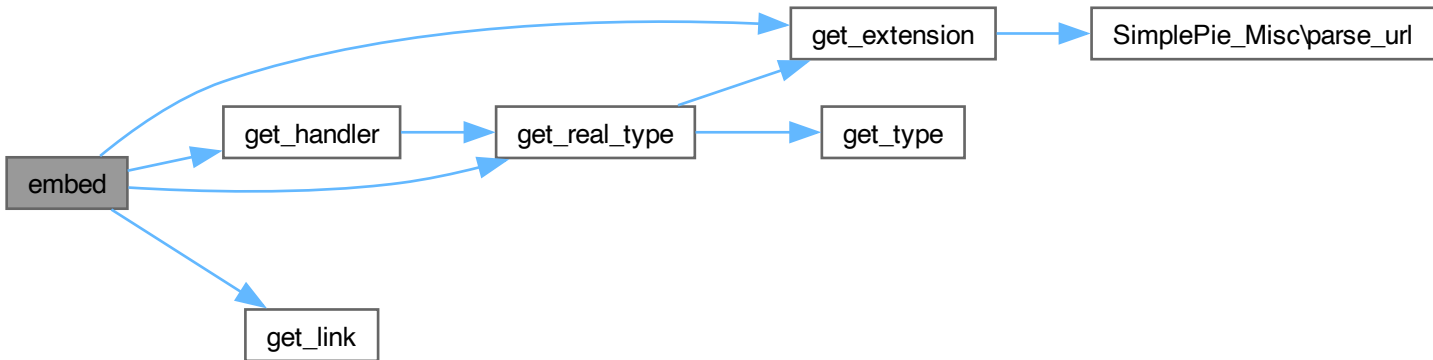 get_extension
SimplePie_Misc\parse_url
get_handler
get_real_type
get_type
embed
get_link